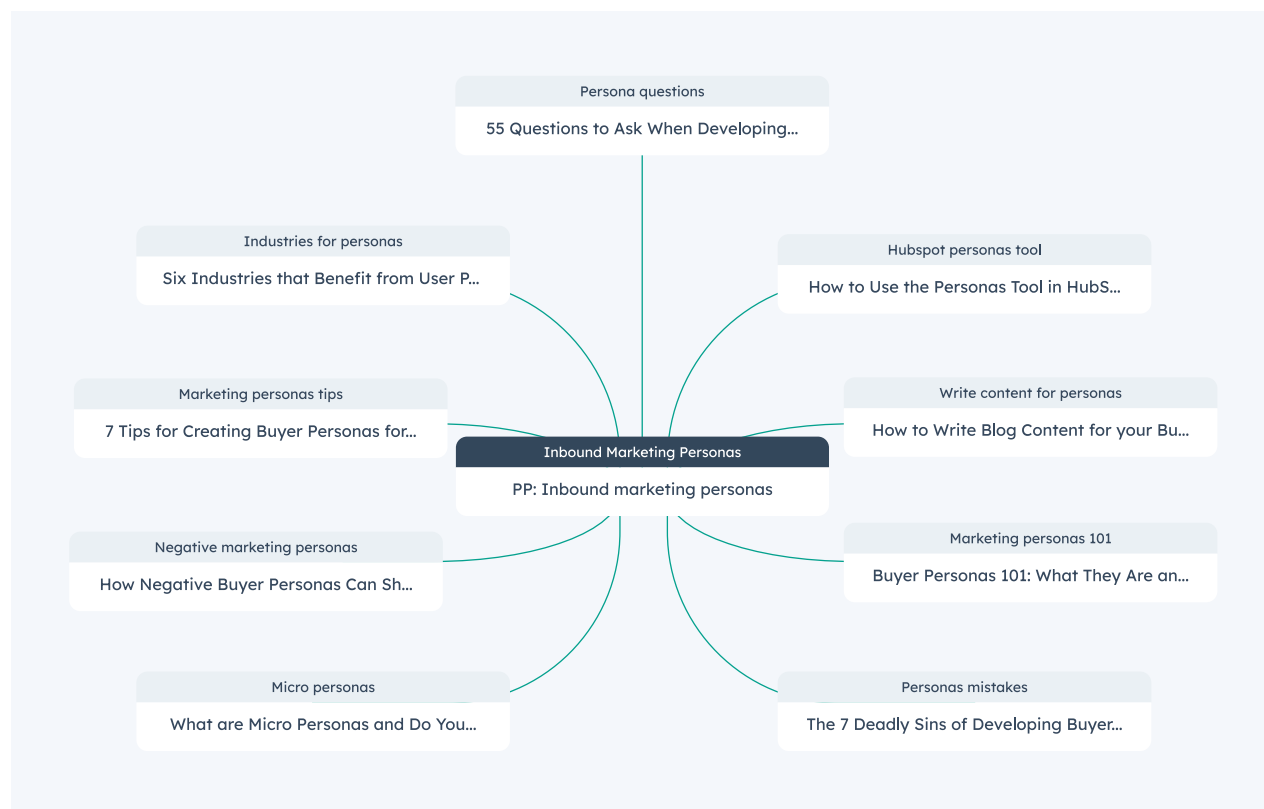 Persona questions
55 Questions to Ask When Developing...
Industries for personas
Six Industries that Benefit from User P...
Hubspot personas tool
How to Use the Personas Tool in HubS...
Marketing personas tips
7 Tips for Creating Buyer Personas for...
Write content for personas
How to Write Blog Content for your Bu...
Inbound Marketing Personas
PP: Inbound marketing personas
Negative marketing personas
How Negative Buyer Personas Can Sh...
Marketing personas 101
Buyer Personas 101: What They Are an...
Micro personas
What are Micro Personas and Do You...
Personas mistakes
The 7 Deadly Sins of Developing Buyer...